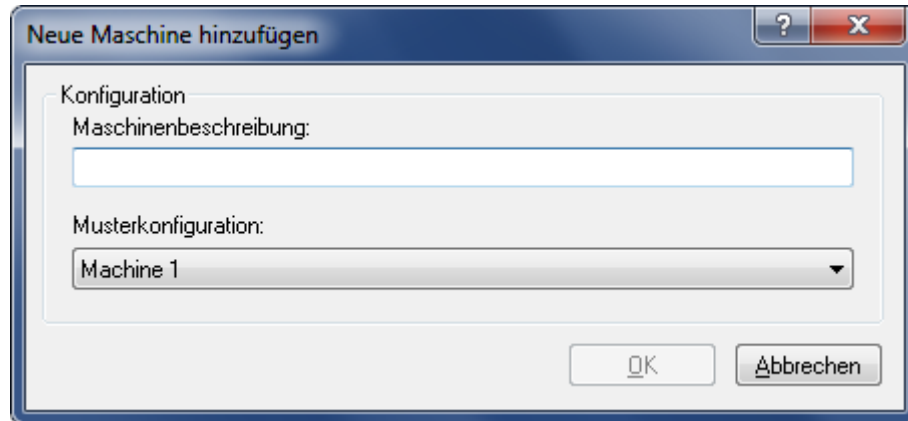 Neue Maschine hinzufügen
Konfiguration
Maschinenbeschreibung:
Musterkonfiguration:
Machine 1
OK
Abbrechen